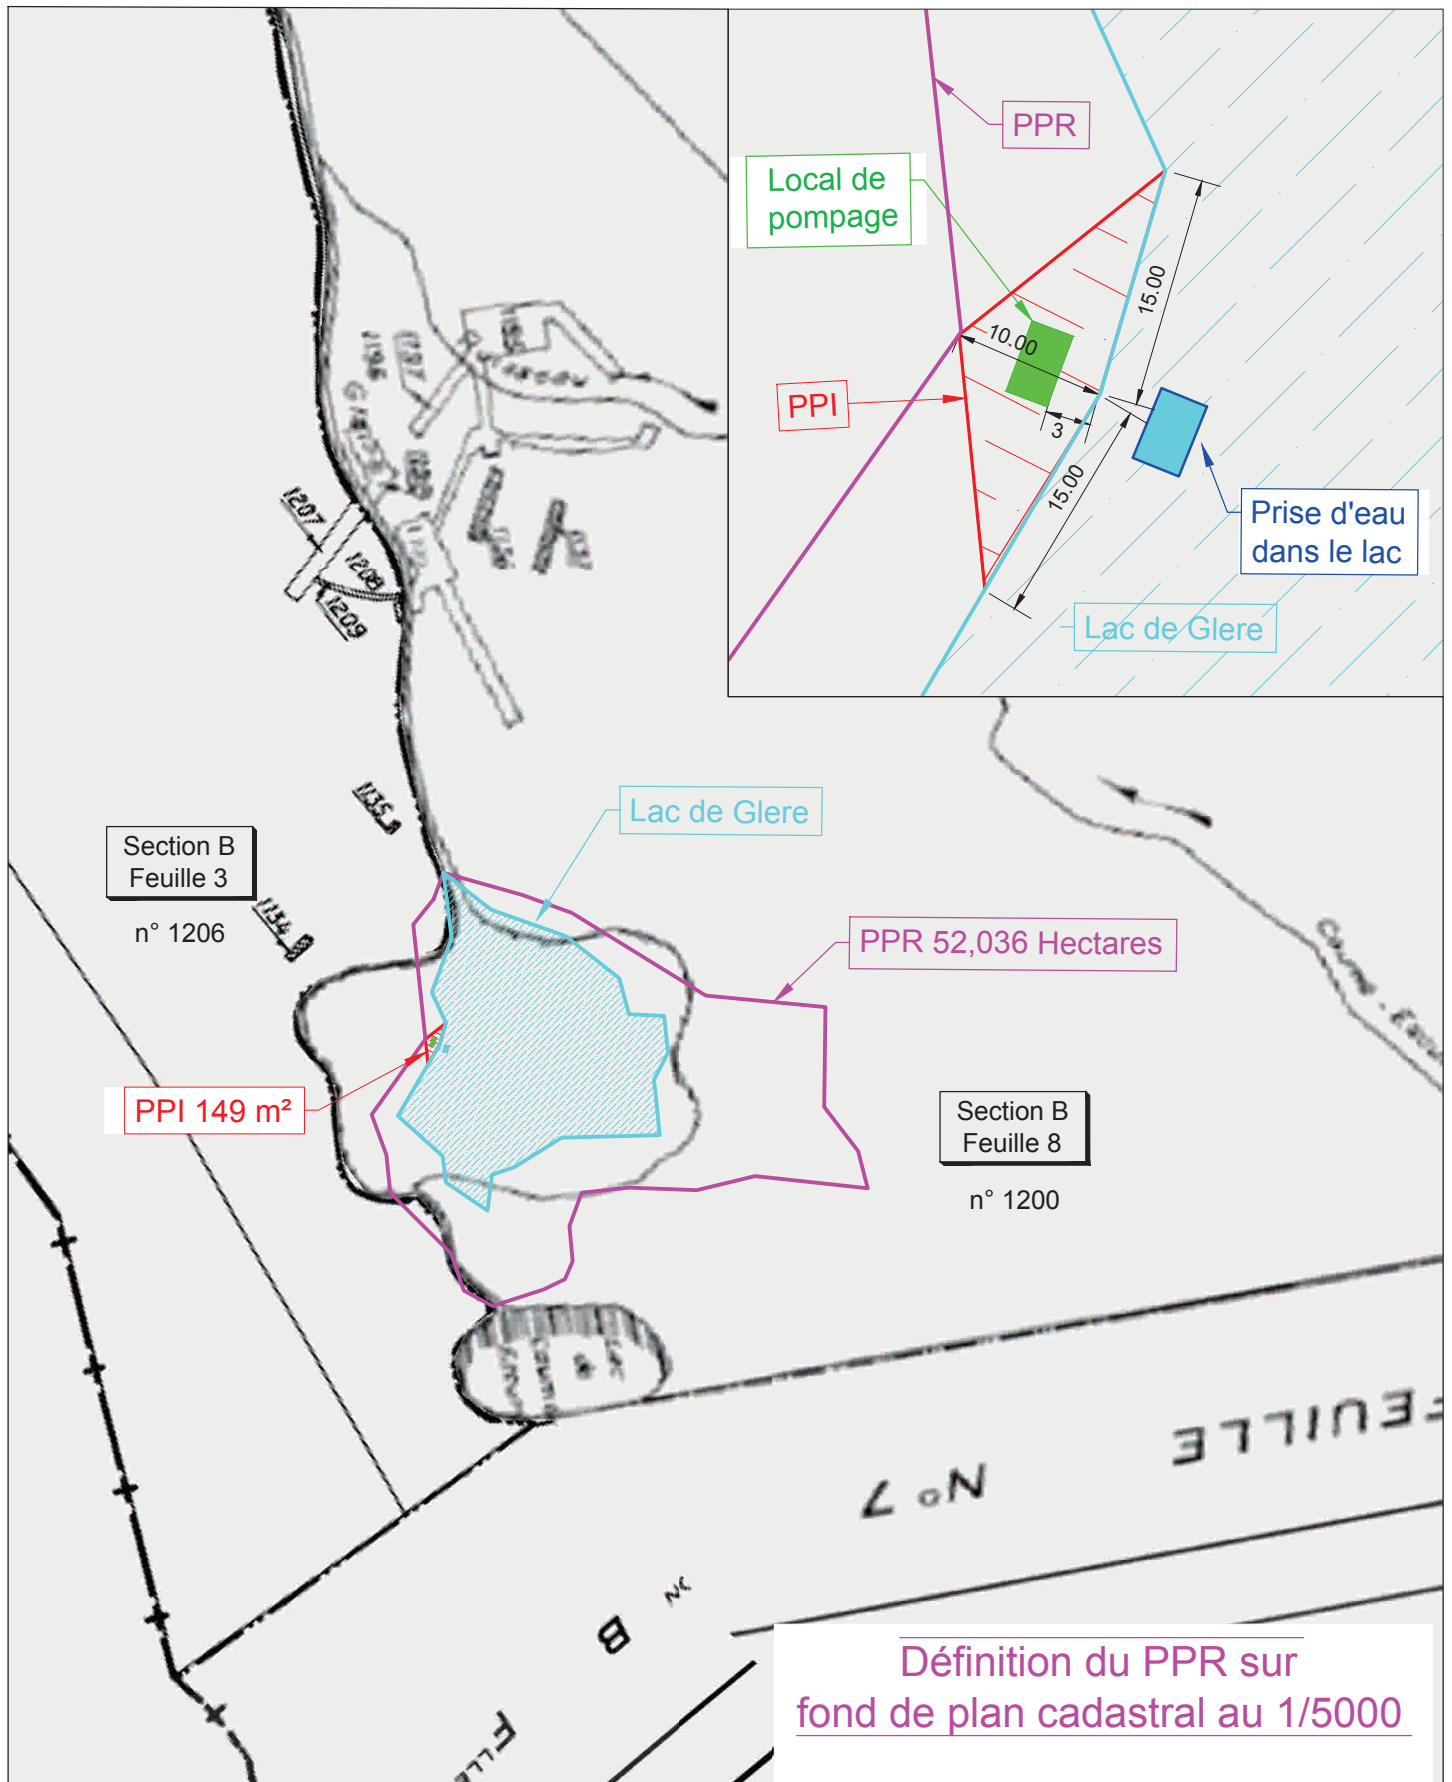 PPR
Local de
pompage
15.00
10.00
PPI
3
15.00
Prise d'eau
dans le lac
Lac de Glere
1207
1208
1209
1135
Lac de Glere
Section B
Feuille 3
n° 1206
1134
PPR 52,036 Hectares
PPI 149 m²
Section B
Feuille 8
n° 1200
FEUILLE
N° 7
B
Définition du PPR sur
fond de plan cadastral au 1/5000